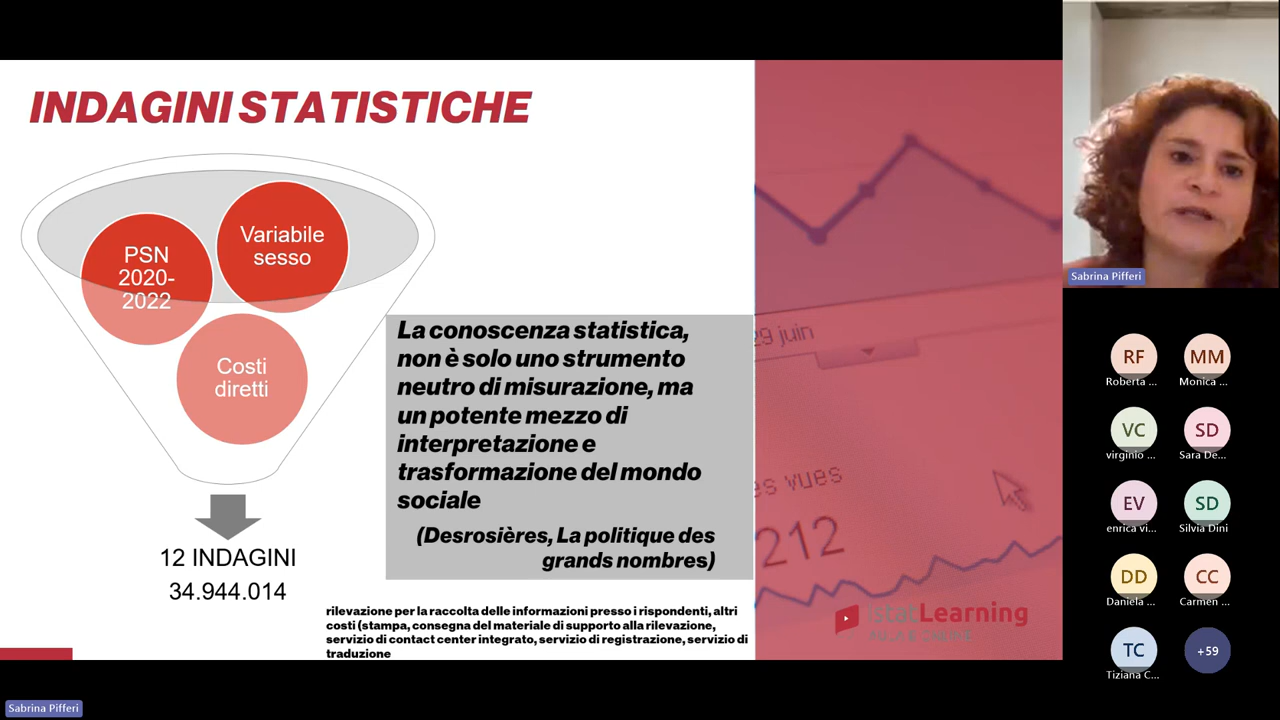 INDAGINI STATISTICHE
PSN
2020-
2022
Variabile
sesso
Costi
diretti
12 INDAGINI
34.944.014
La conoscenza statistica,
non è solo uno strumento
neutro di misurazione, ma
un potente mezzo di
interpretazione e
trasformazione del mondo
sociale
(Desrosières, La politique des
grands nombres)
rilevazione per la raccolta delle informazioni presso i rispondenti, altri
costi (stampa, consegna del materiale di supporto alla rilevazione,
servizio di contact center integrato, servizio di registrazione, servizio di
traduzione
29 juin
es vues
212
istatLearning
Sabrina Pifferi
RF
Roberta ...
MM
Monica ...
VC
virginio ...
SD
Sara De...
EV
enrica vi...
SD
Silvia Dini
DD
Daniela ...
CC
Carmen ...
TC
Tiziana C...
+59
Sabrina Pifferi